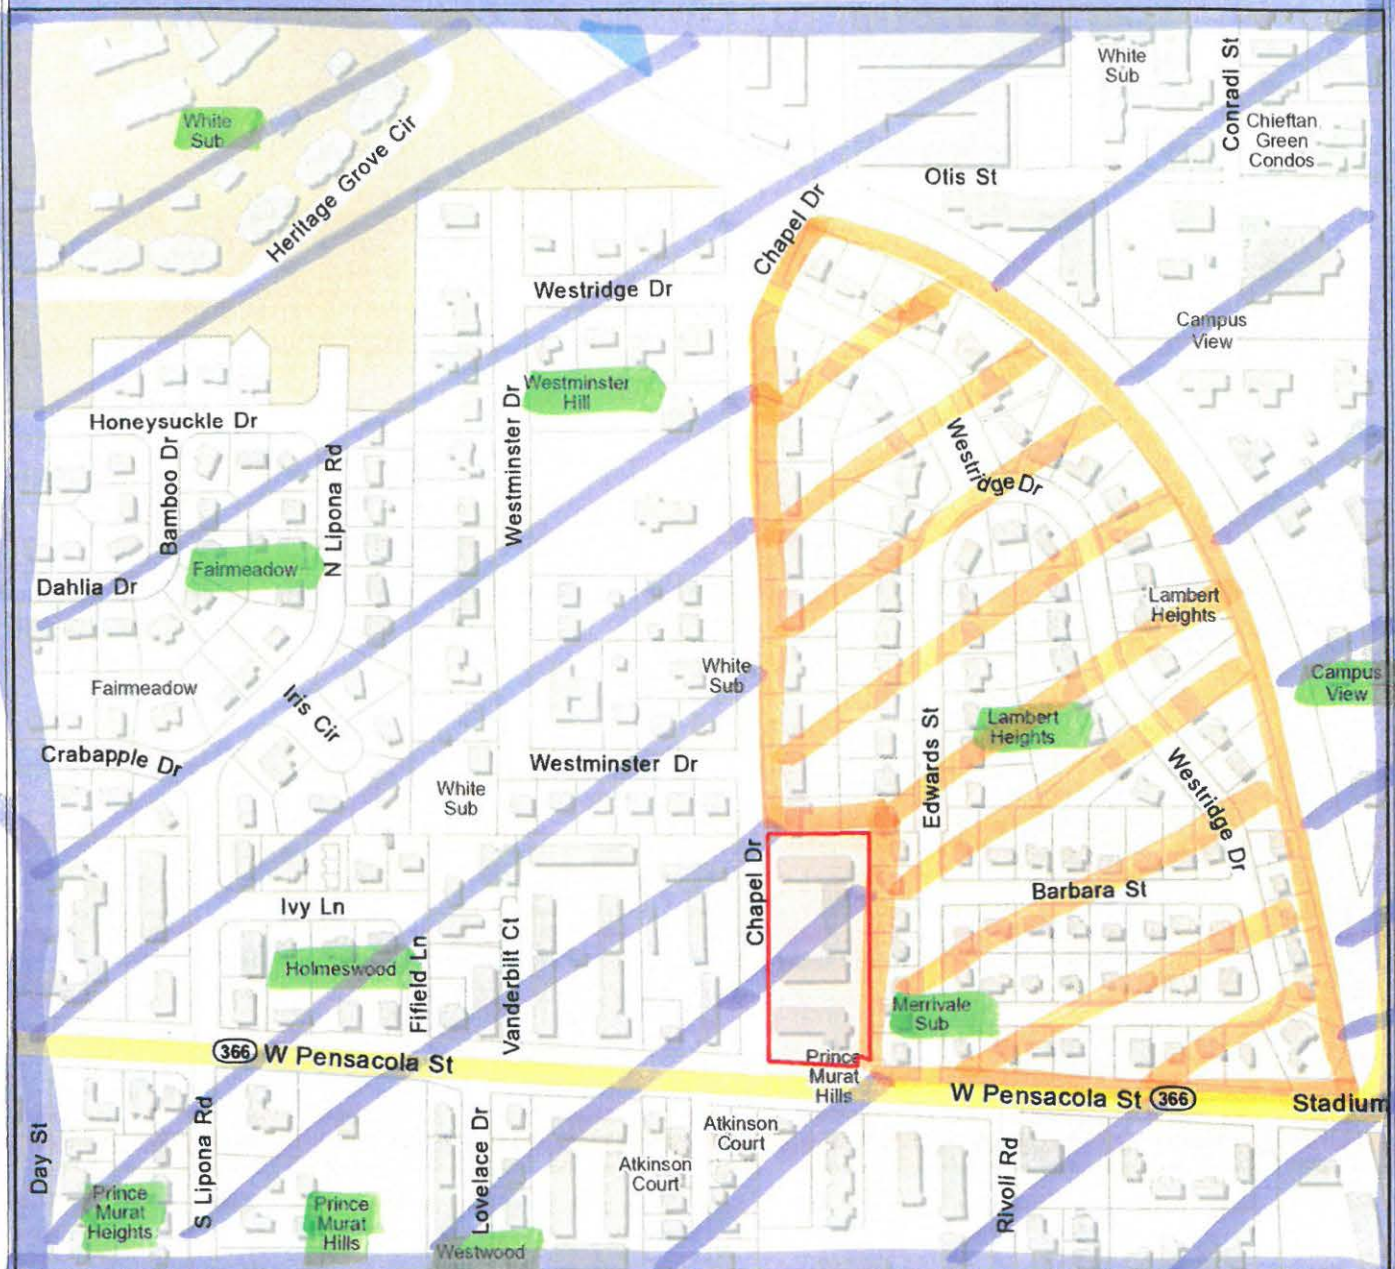 White
Sub
Conradi St
White
Sub
Chieftan
Green
Condos
Heritage Grove Cir
Otis St
Chapel Dr
Westridge Dr
Campus
View
Westminster
Hill
Honeysuckle Dr
Bamboo Dr
N Lipona Rd
Westminster Dr
Westridge Dr
Fairmeadow
Dahlia Dr
Lambert
Heights
White
Sub
Campus
View
Fairmeadow
Iris Cir
Edwards St
Lambert
Heights
Crabapple Dr
Westminster Dr
White
Sub
Westridge Dr
Chapel Dr
Barbara St
Ivy Ln
Holmeswood
Fifield Ln
Vanderbilt Ct
Merrivale
Sub
366 W Pensacola St
Prince
Murat
Hills
W Pensacola St 366
Stadium
Day St
S Lipona Rd
Lovelace Dr
Atkinson
Court
Atkinson
Court
Rivoli Rd
Prince
Murat
Heights
Prince
Murat
Hills
Westwood